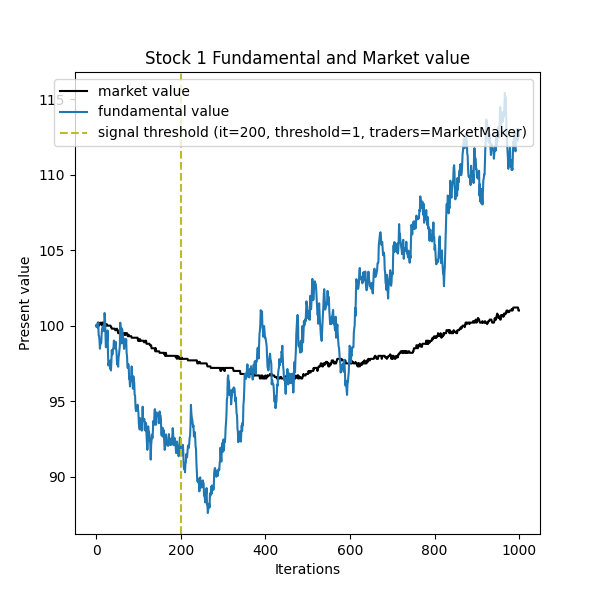 Stock 1 Fundamental and Market value
market value
fundamental value
signal threshold (it=200, threshold=1, traders=MarketMaker)
115
110
105
100
95
90
Present value
0 200 400 600 800 1000
Iterations